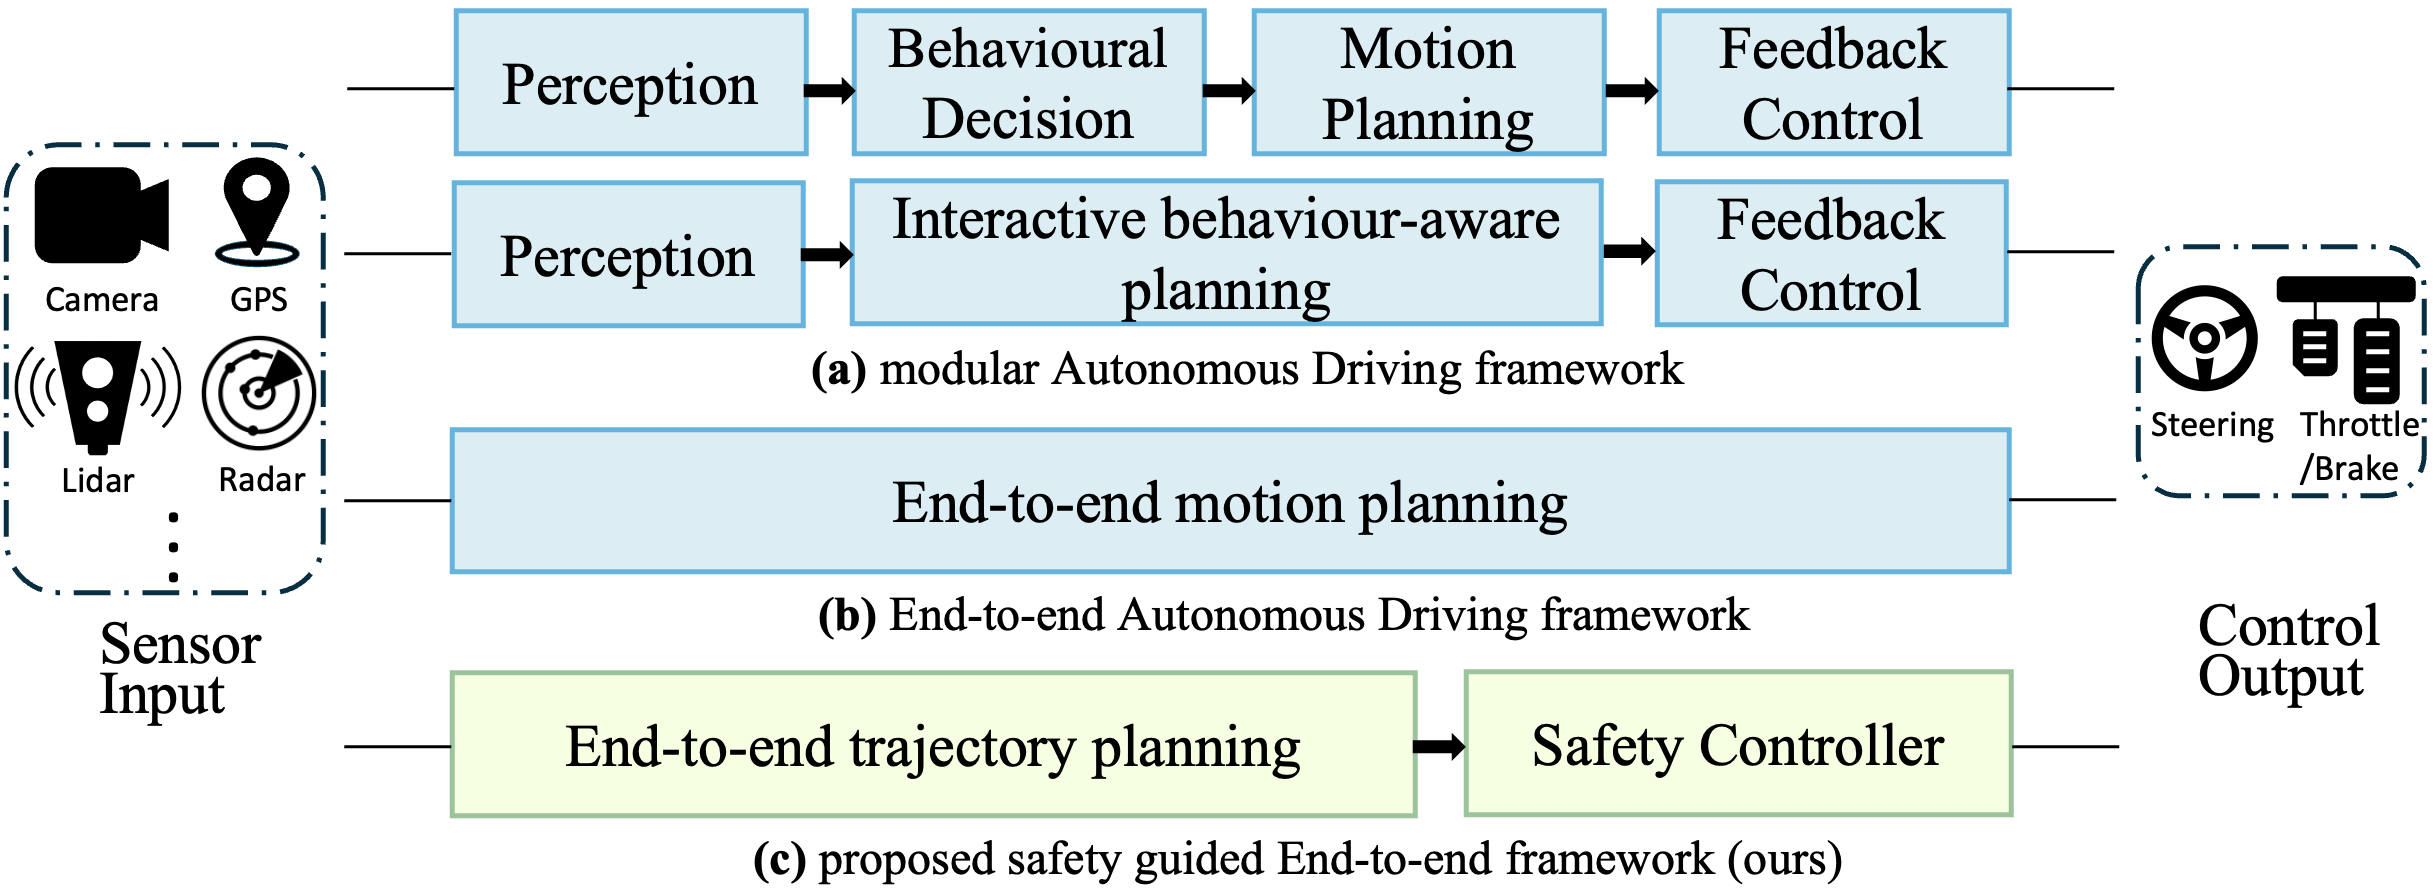 Perception
Behavioural
Decision
Motion
Planning
Feedback
Control
Perception
Interactive behaviour-aware
planning
Feedback
Control
(a) modular Autonomous Driving framework
End-to-end motion planning
(b) End-to-end Autonomous Driving framework
End-to-end trajectory planning
Safety Controller
(c) proposed safety guided End-to-end framework (ours)
Camera
GPS
Lidar
Radar
Sensor
Input
Steering
Throttle
/Brake
Control
Output